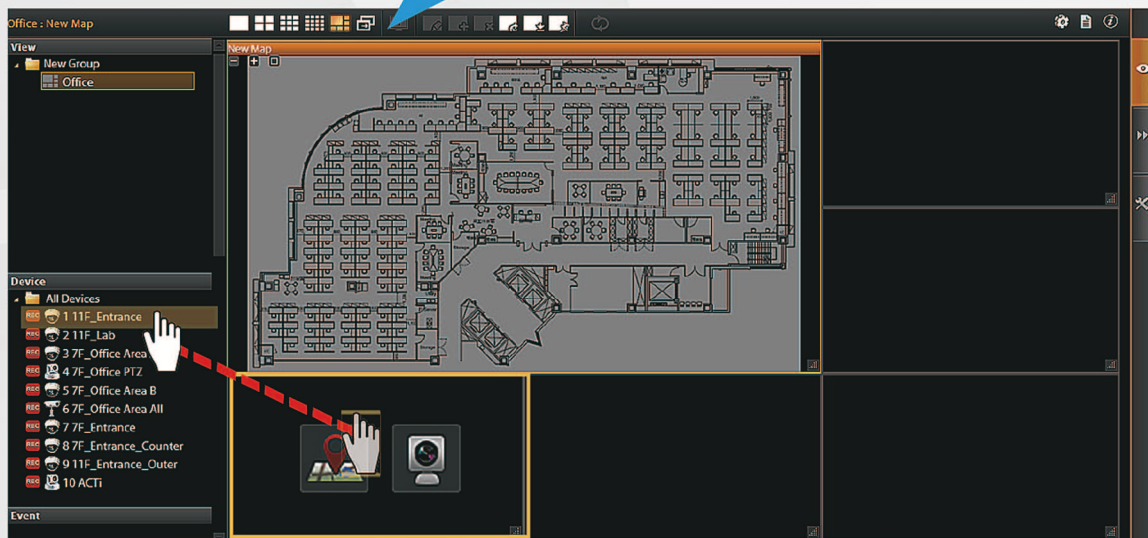 Office : New Map
View
New Group
Office
New Map
Device
All Devices
REC 1 11F_Entrance
REC 2 11F_Lab
REC 3 7F_Office Area
REC 4 7F_Office PTZ
REC 5 7F_Office Area B
REC 6 7F_Office Area All
REC 7 7F_Entrance
REC 8 7F_Entrance_Counter
REC 9 11F_Entrance_Outer
REC 10 ACTi
Event